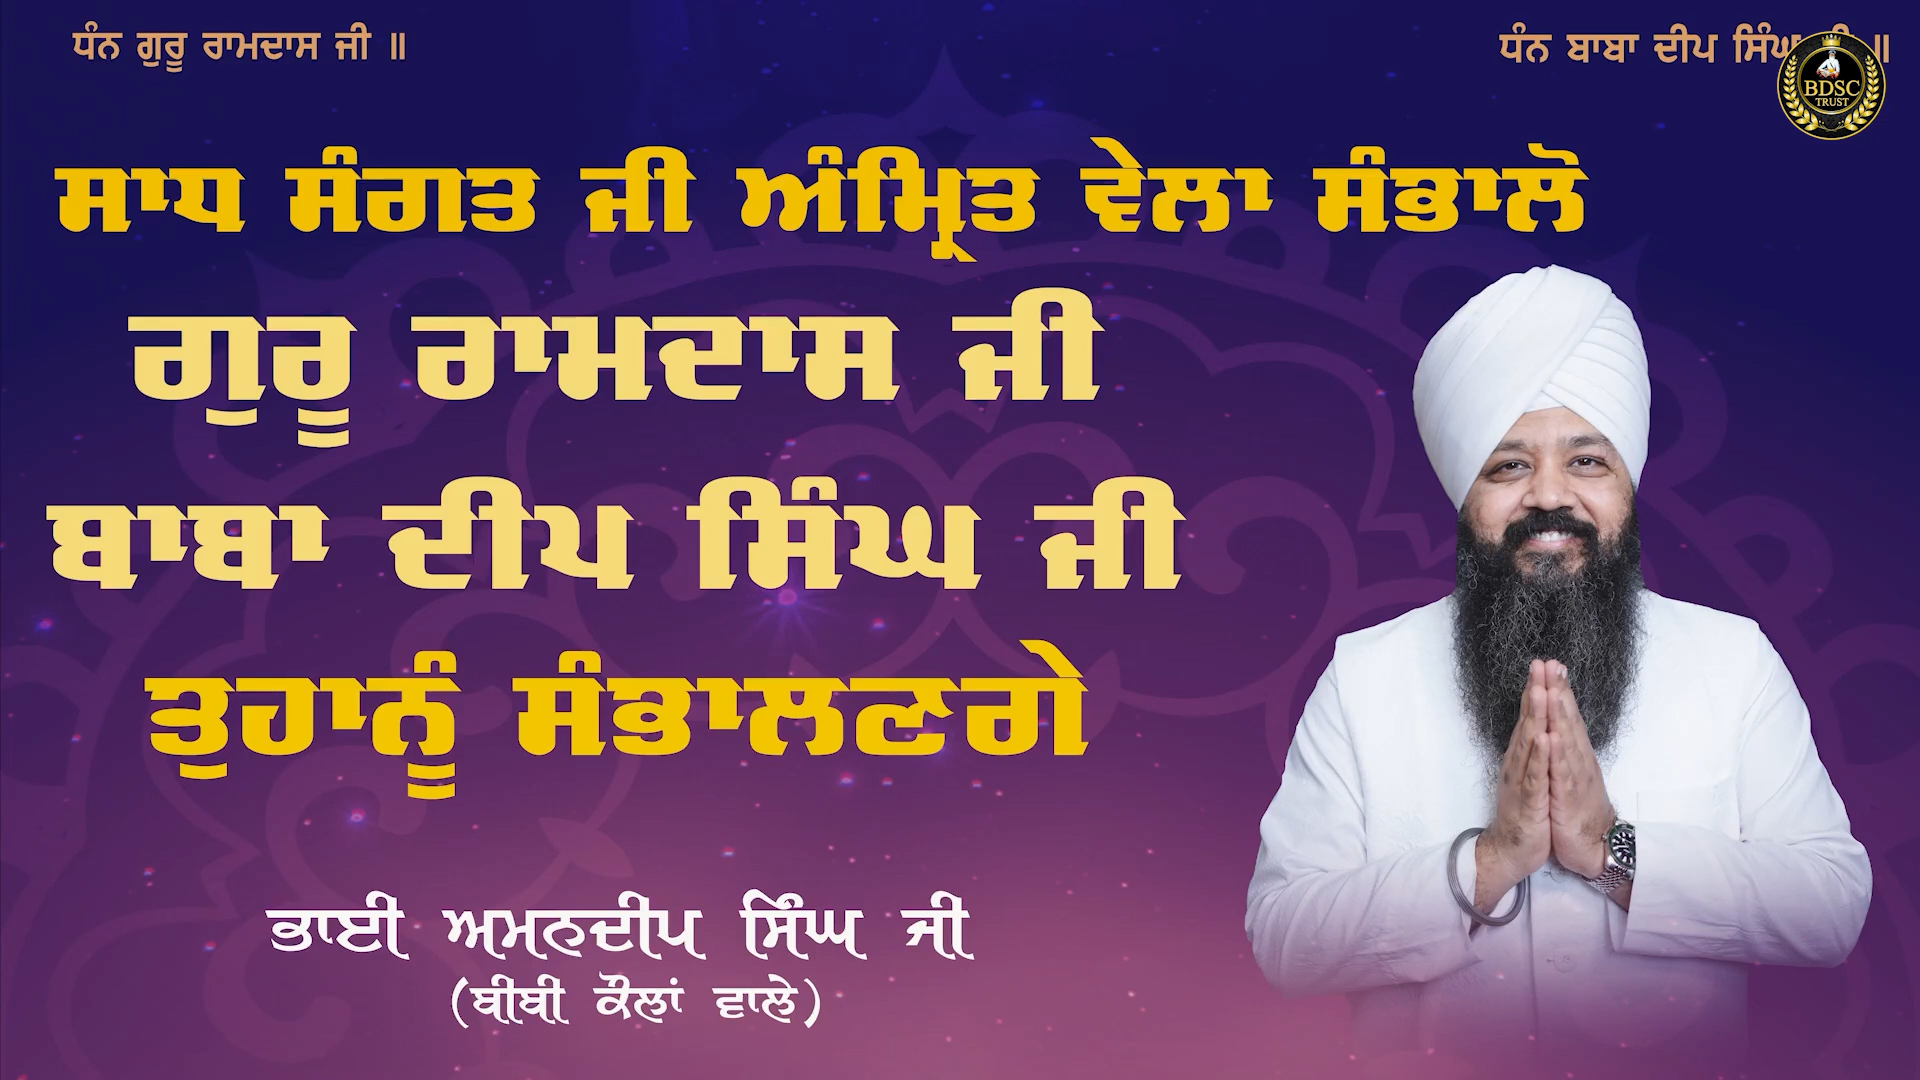 ਧੰਨ ਗੁਰੂ ਰਾਮਦਾਸ ਜੀ ॥
ਧੰਨ ਬਾਬਾ ਦੀਪ ਸਿੰਘ ਜੀ ॥
BDSC
TRUST
ਸਾਧ ਸੰਗਤ ਜੀ ਅੰਮ੍ਰਿਤ ਵੇਲਾ ਸੰਭਾਲੋ
ਗੁਰੂ ਰਾਮਦਾਸ ਜੀ
ਬਾਬਾ ਦੀਪ ਸਿੰਘ ਜੀ
ਤੁਹਾਨੂੰ ਸੰਭਾਲਣਗੇ
ਭਾਈ ਅਮਨਦੀਪ ਸਿੰਘ ਜੀ
(ਬੀਬੀ ਕੌਲਾਂ ਵਾਲੇ)